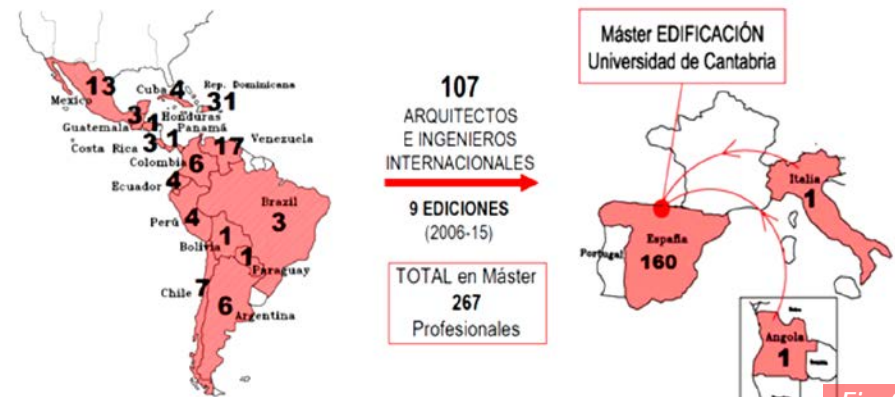 13
Mexico
Cuba
4
Rep. Dominicana
31
3
1
Honduras
Guatemala
Panamá
1
Costa Rica
3
17
Venezuela
Colombia
6
Ecuador
4
Brazil
3
Perú
4
Bolivia
1
1
Paraguay
Chile
7
6
Argentina
107
ARQUITECTOS
E INGENIEROS
INTERNACIONALES
9 EDICIONES
(2006-15)
TOTAL en Máster
267
Profesionales
Máster EDIFICACIÓN
Universidad de Cantabria
Italia
1
Portugal
España
160
Angola
1